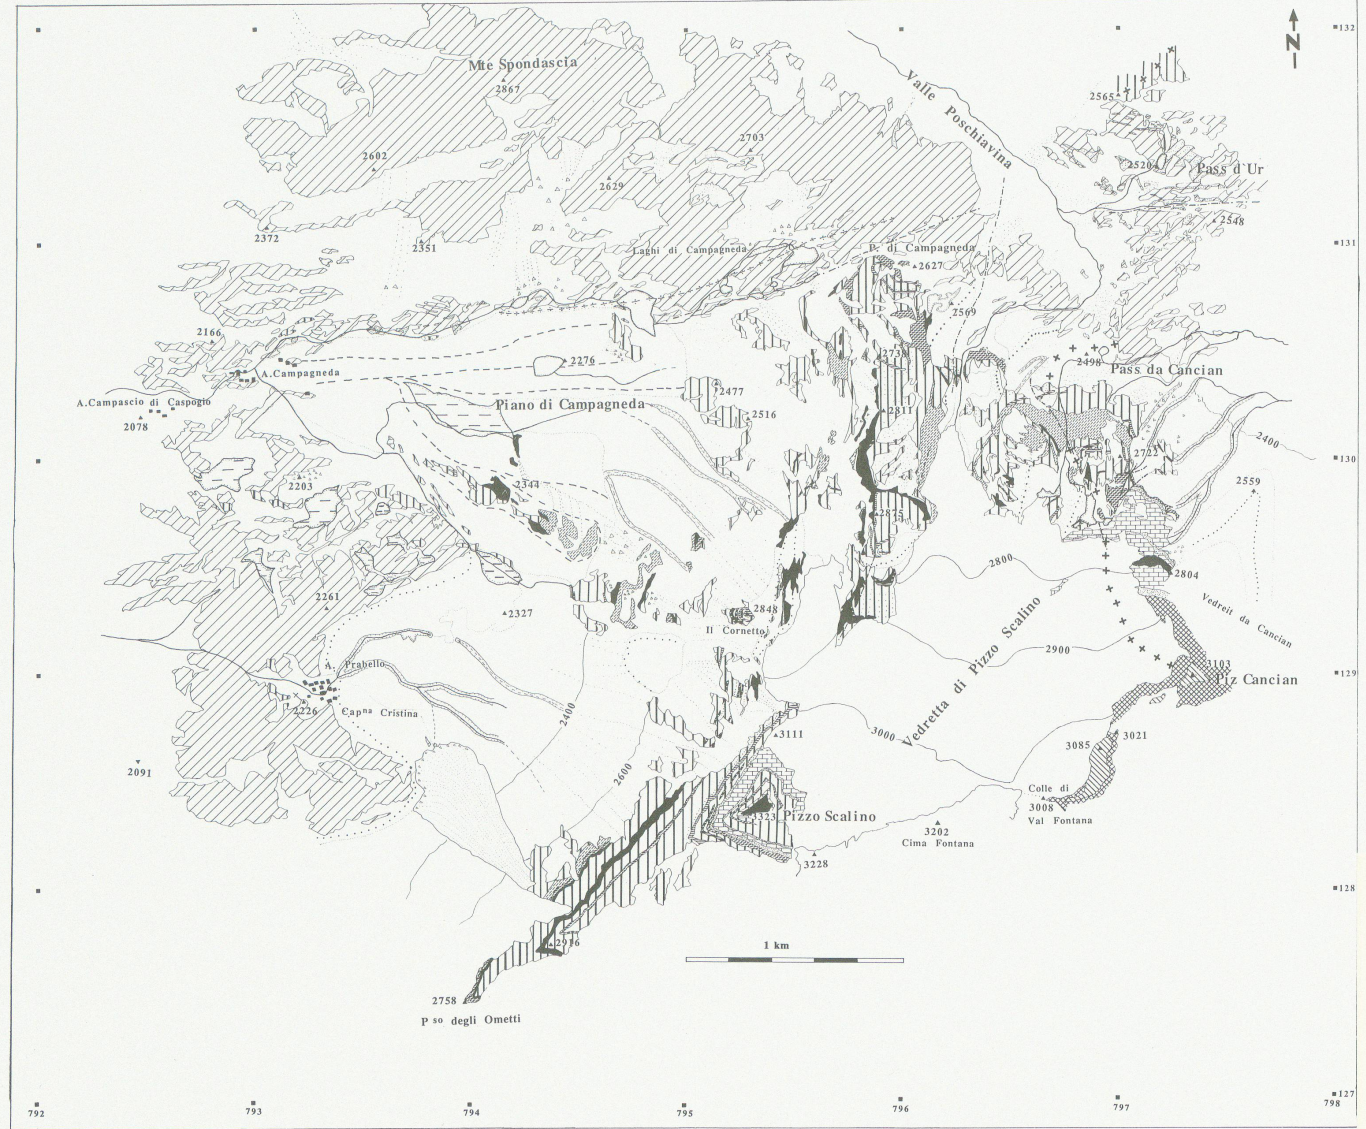 132
N
Mte Spondascia
2867
Valle Poschiavina
2565
2703
2602
2520
Pass d'Ur
2629
2548
2372
2351
131
Laghi di Campagneda
P. di Campagneda
2627
2569
2166
2276
2739
2498
Pass da Cancian
A.Campagneda
2477
A.Campascio di Caspogio
Piano di Campagneda
2516
2811
2078
2400
130
2722
2203
2344
2559
2875
2800
2804
2261
2327
2848
Il Cornetto
Vedreit da Cancian
Vedretta di Pizzo Scalino
2900
A. Prabello
3103
129
Piz Cancian
2226
Capna Cristina
2400
3000
3111
3021
3085
2091
2600
Colle di
3008
Val Fontana
3323
Pizzo Scalino
3202
Cima Fontana
3228
128
2916
1 km
2758
Pso degli Ometti
127
792
793
794
795
796
797
798